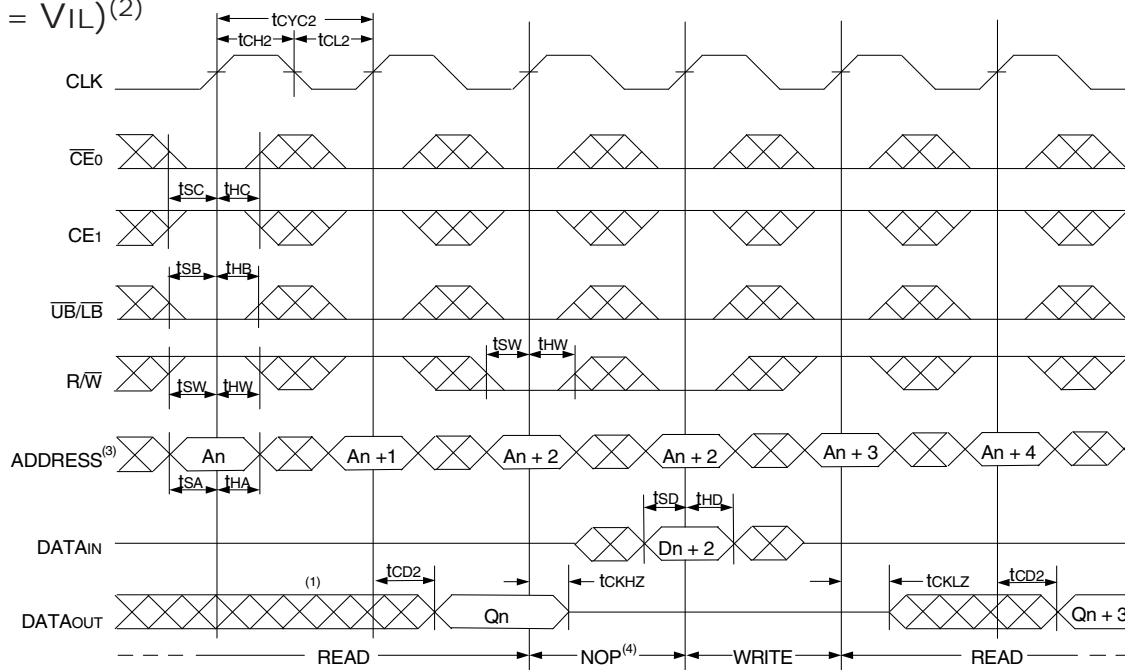 = VIL)(2)
tCYC2
tCH2 tCL2
CLK
CE0
tSC tHC
CE1
tSB tHB
UB/LB
tSW tHW
R/W
tSW tHW
ADDRESS(3) An An +1 An + 2 An + 2 An + 3 An + 4
tSA tHA
tSD tHD
DATAIN Dn + 2
(1) tCD2 tCKHZ tCKLZ tCD2
DATAOUT Qn Qn + 3
READ NOP(4) WRITE READ